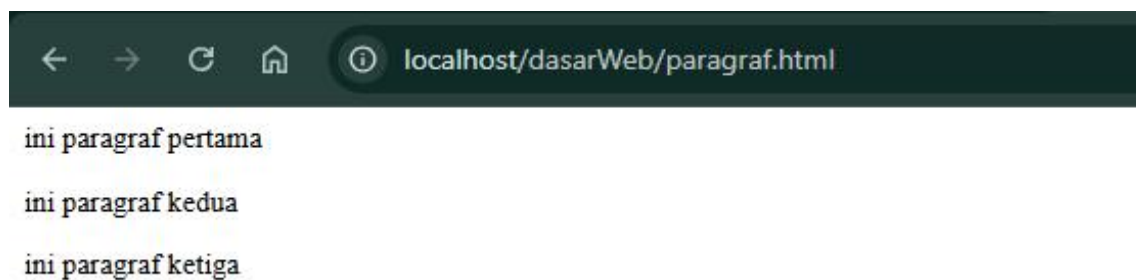 localhost/dasarWeb/paragraf.html
ini paragraf pertama
ini paragraf kedua
ini paragraf ketiga